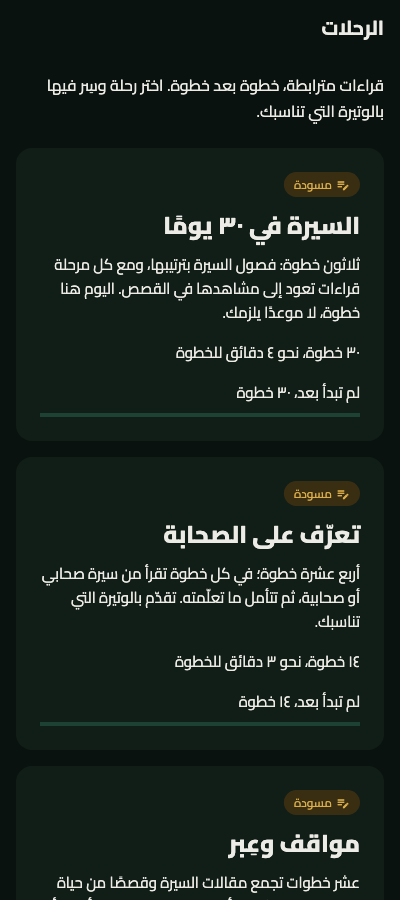 الرحلات
قراءات مترابطة، خطوة بعد خطوة. اختر رحلة وسِر فيها
بالوتيرة التي تناسبك.
مسودة
السيرة في ٣٠ يومًا
ثلاثون خطوة: فصول السيرة بترتيبها، ومع كل مرحلة
قراءات تعود إلى مشاهدها في القصص. اليوم هنا
خطوة، لا موعدًا يلزمك.
٣٠ خطوة، نحو ٤ دقائق للخطوة
لم تبدأ بعد، ٣٠ خطوة
مسودة
تعرّف على الصحابة
أربع عشرة خطوة؛ في كل خطوة تقرأ من سيرة صحابي
أو صحابية، ثم تتأمل ما تعلّمته. تقدّم بالوتيرة التي
تناسبك.
١٤ خطوة، نحو ٣ دقائق للخطوة
لم تبدأ بعد، ١٤ خطوة
مسودة
مواقف وعِبر
عشر خطوات تجمع مقالات السيرة وقصصًا من حياة